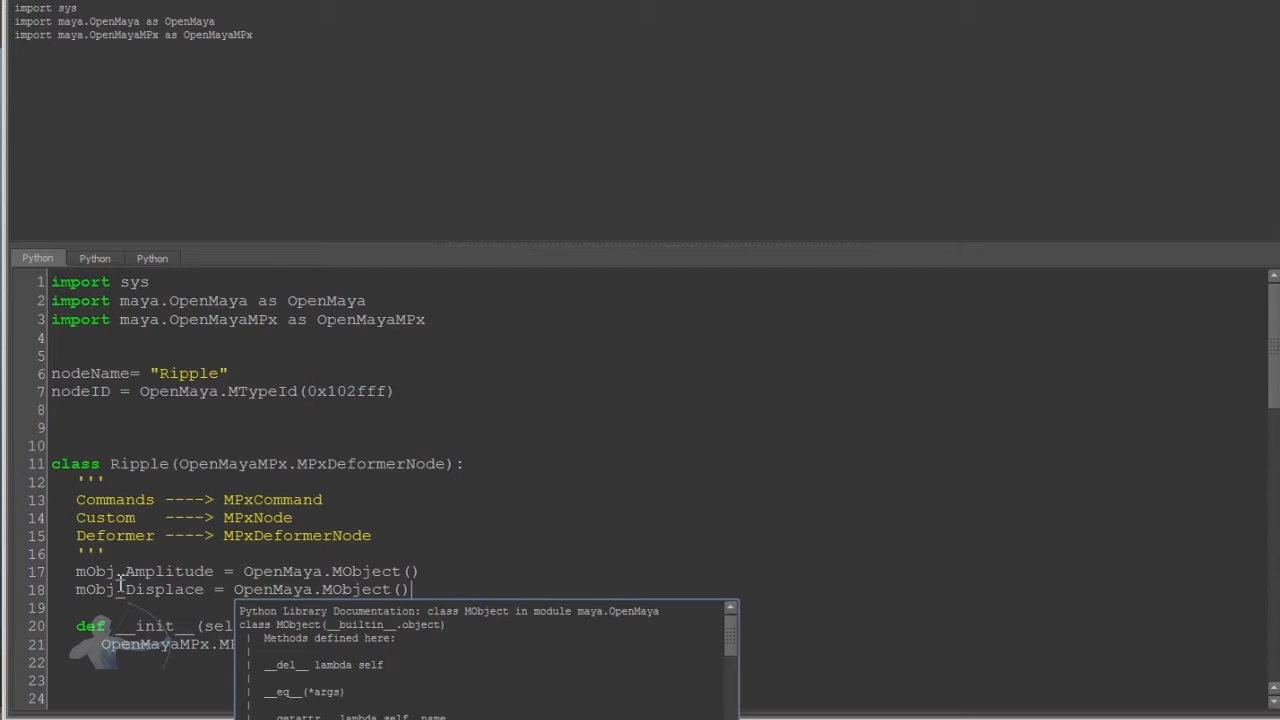 import sys
import maya.OpenMaya as OpenMaya
import maya.OpenMayaMPx as OpenMayaMPx
Python Python Python
1 import sys
2 import maya.OpenMaya as OpenMaya
3 import maya.OpenMayaMPx as OpenMayaMPx
4
5
6 nodeName= "Ripple"
7 nodeID = OpenMaya.MTypeId(0x102fff)
8
9
10
11 class Ripple(OpenMayaMPx.MPxDeformerNode):
12 '''
13 Commands ----> MPxCommand
14 Custom ----> MPxNode
15 Deformer ----> MPxDeformerNode
16 '''
17 mObj_Amplitude = OpenMaya.MObject()
18 mObj_Displace = OpenMaya.MObject()
19
20 def __init__(sel
21 OpenMayaMPx.MP
22
23
24
Python Library Documentation: class MObject in module maya.OpenMaya
class MObject(__builtin__.object)
| Methods defined here:
|
| __del__ lambda self
|
| __eq__(*args)
|
| __getattr__ lambda self, name